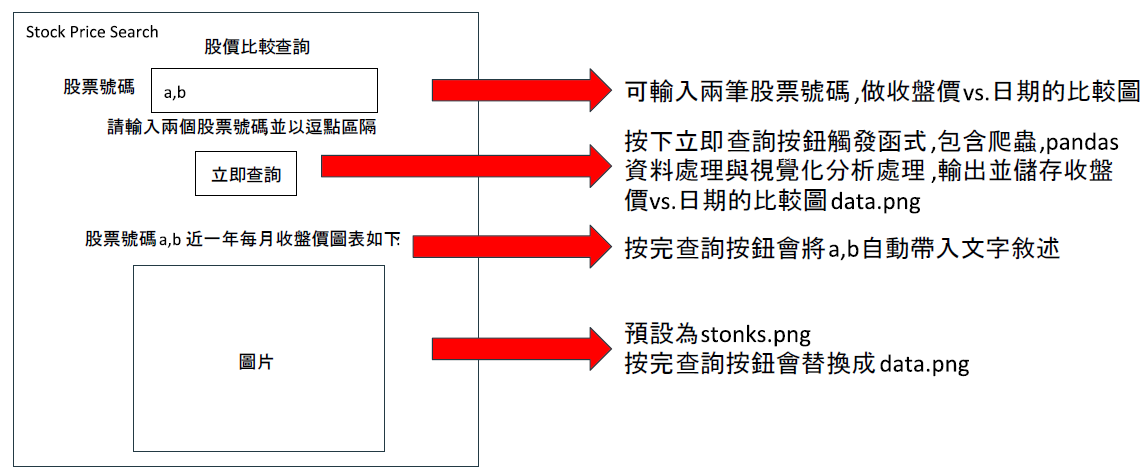 Stock Price Search
股價比較查詢
股票號碼
a,b
請輸入兩個股票號碼並以逗點區隔
立即查詢
股票號碼a,b 近一年每月收盤價圖表如下
圖片
可輸入兩筆股票號碼,做收盤價vs.日期的比較圖
按下立即查詢按鈕觸發函式,包含爬蟲,pandas
資料處理與視覺化分析處理,輸出並儲存收盤
價vs.日期的比較圖data.png
按完查詢按鈕會將a,b自動帶入文字敘述
預設為stonks.png
按完查詢按鈕會替換成data.png